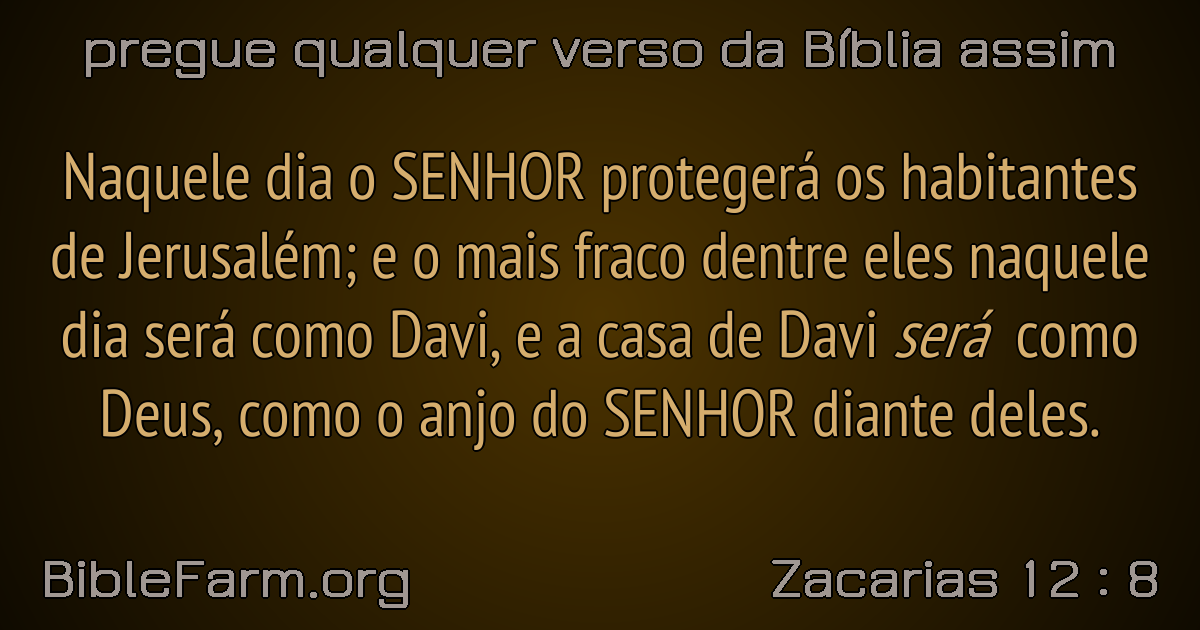 pregue qualquer verso da Bíblia assim
Naquele dia o SENHOR protegerá os habitantes
de Jerusalém; e o mais fraco dentre eles naquele
dia será como Davi, e a casa de Davi será como
Deus, como o anjo do SENHOR diante deles.
BibleFarm.org
Zacarias 12 : 8